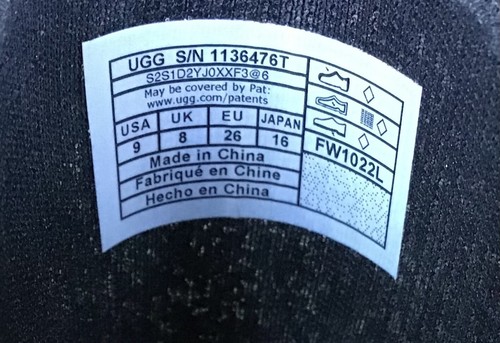 UGG S/N 1136476T
S2S1D2YJ0XXF3@6
May be covered by Pat:
www.ugg.com/patents
USA UK EU JAPAN
9 8 26 16
Made in China
Fabriqué en Chine
Hecho en China
FW1022L